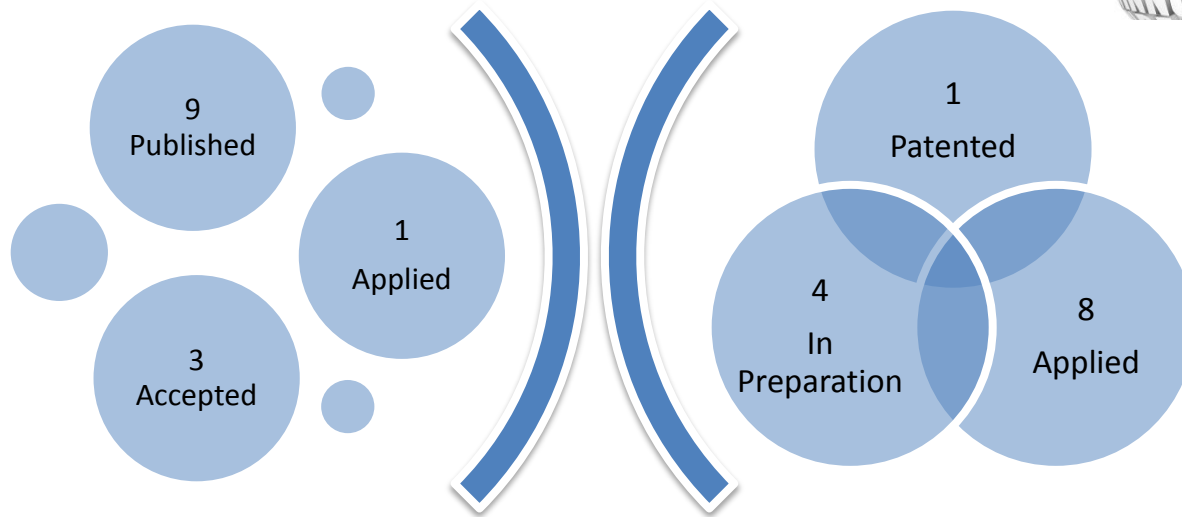 9
Published
1
Applied
3
Accepted
1
Patented
4
In
Preparation
8
Applied